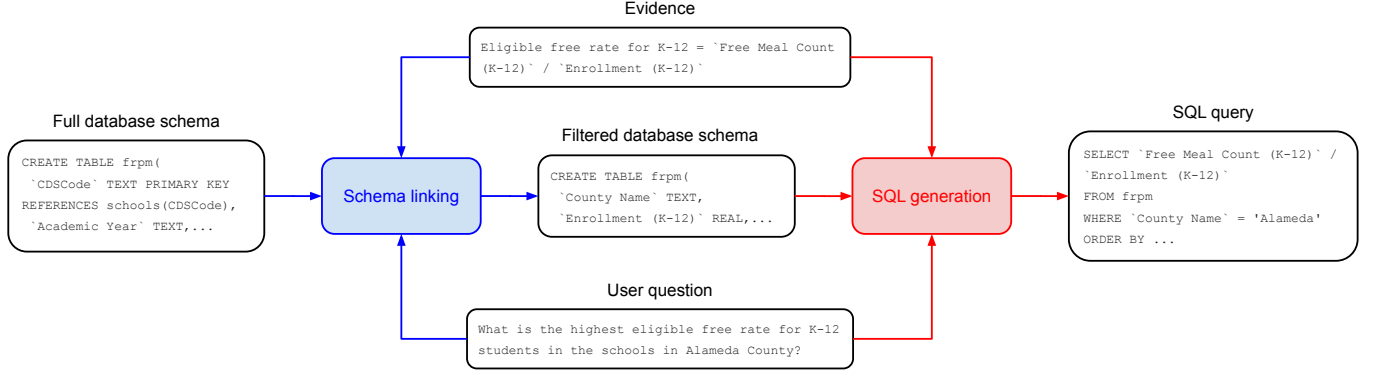 Evidence
Eligible free rate for K-12 = `Free Meal Count
(K-12)` / `Enrollment (K-12)`
Full database schema
CREATE TABLE frpm(
`CDSCode` TEXT PRIMARY KEY
REFERENCES schools(CDSCode),
`Academic Year` TEXT,...
Schema linking
Filtered database schema
CREATE TABLE frpm(
`County Name` TEXT,
`Enrollment (K-12)` REAL,...
SQL generation
SQL query
SELECT `Free Meal Count (K-12)` /
`Enrollment (K-12)`
FROM frpm
WHERE `County Name` = 'Alameda'
ORDER BY ...
User question
What is the highest eligible free rate for K-12
students in the schools in Alameda County?